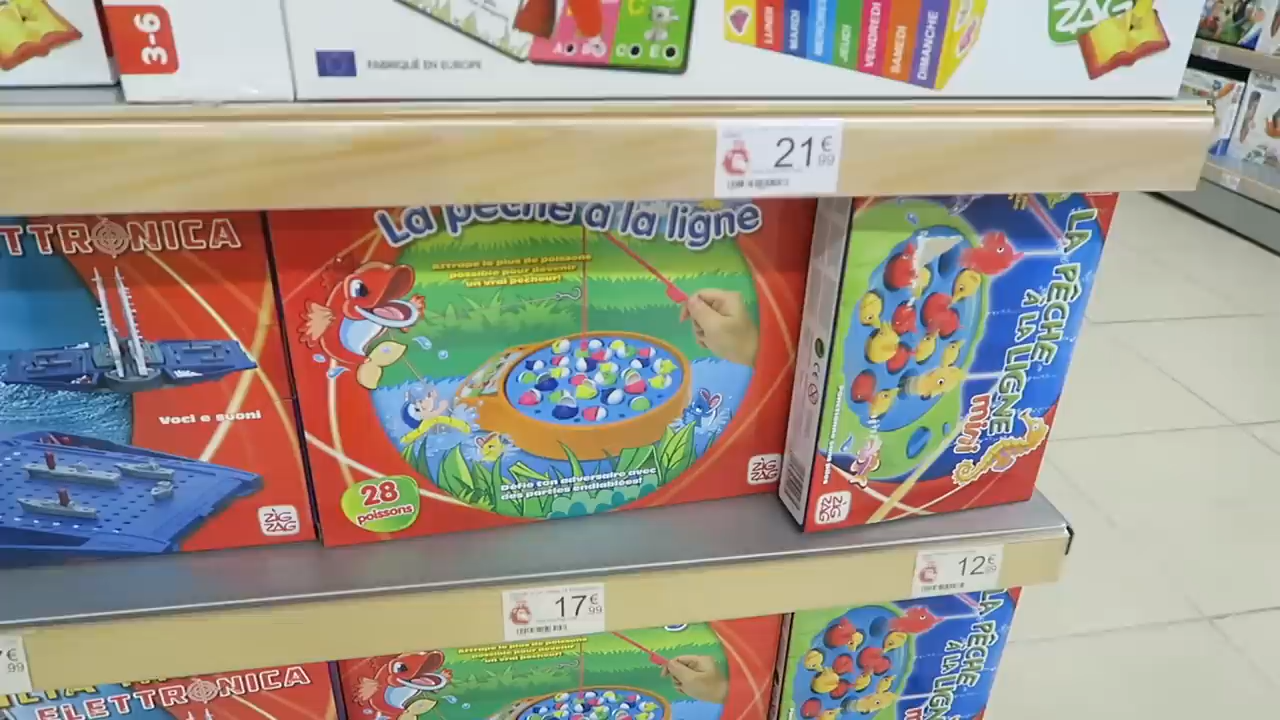 3-6
FABRIQUÉ EN EUROPE
A B C E
LUNDI
MARDI
MERCREDI
JEUDI
VENDREDI
SAMEDI
DIMANCHE
ZAG
21€99
TTRONICA
Voci e suoni
ZIG ZAG
La pêche à la ligne
Attrape le plus de poissons
possible pour devenir
un vrai pêcheur!
28
poissons
Défie ton adversaire avec
des parties endiablées!
ZIG ZAG
LA PÊCHE
À LA LIGNE
mini
CE
ZIG ZAG
€99
17€99
12€99
ELETTRONICA
Attrape le plus de poissons
possible pour devenir
un vrai pêcheur!
LA PÊCHE
À LA LIGNE
mini